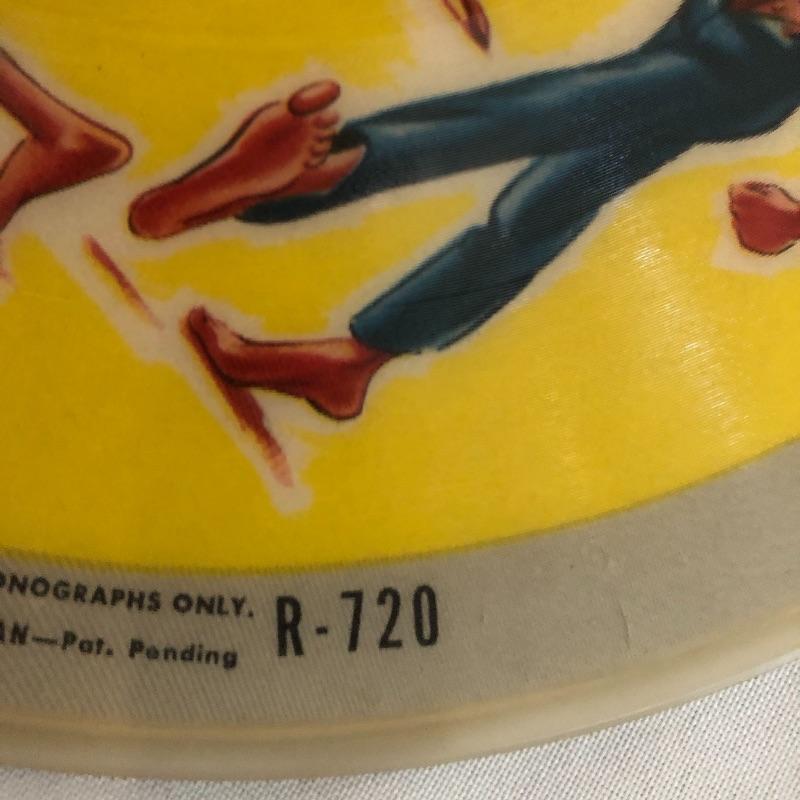 ONOGRAPHS ONLY.
AN—Pat. Pending
R-720